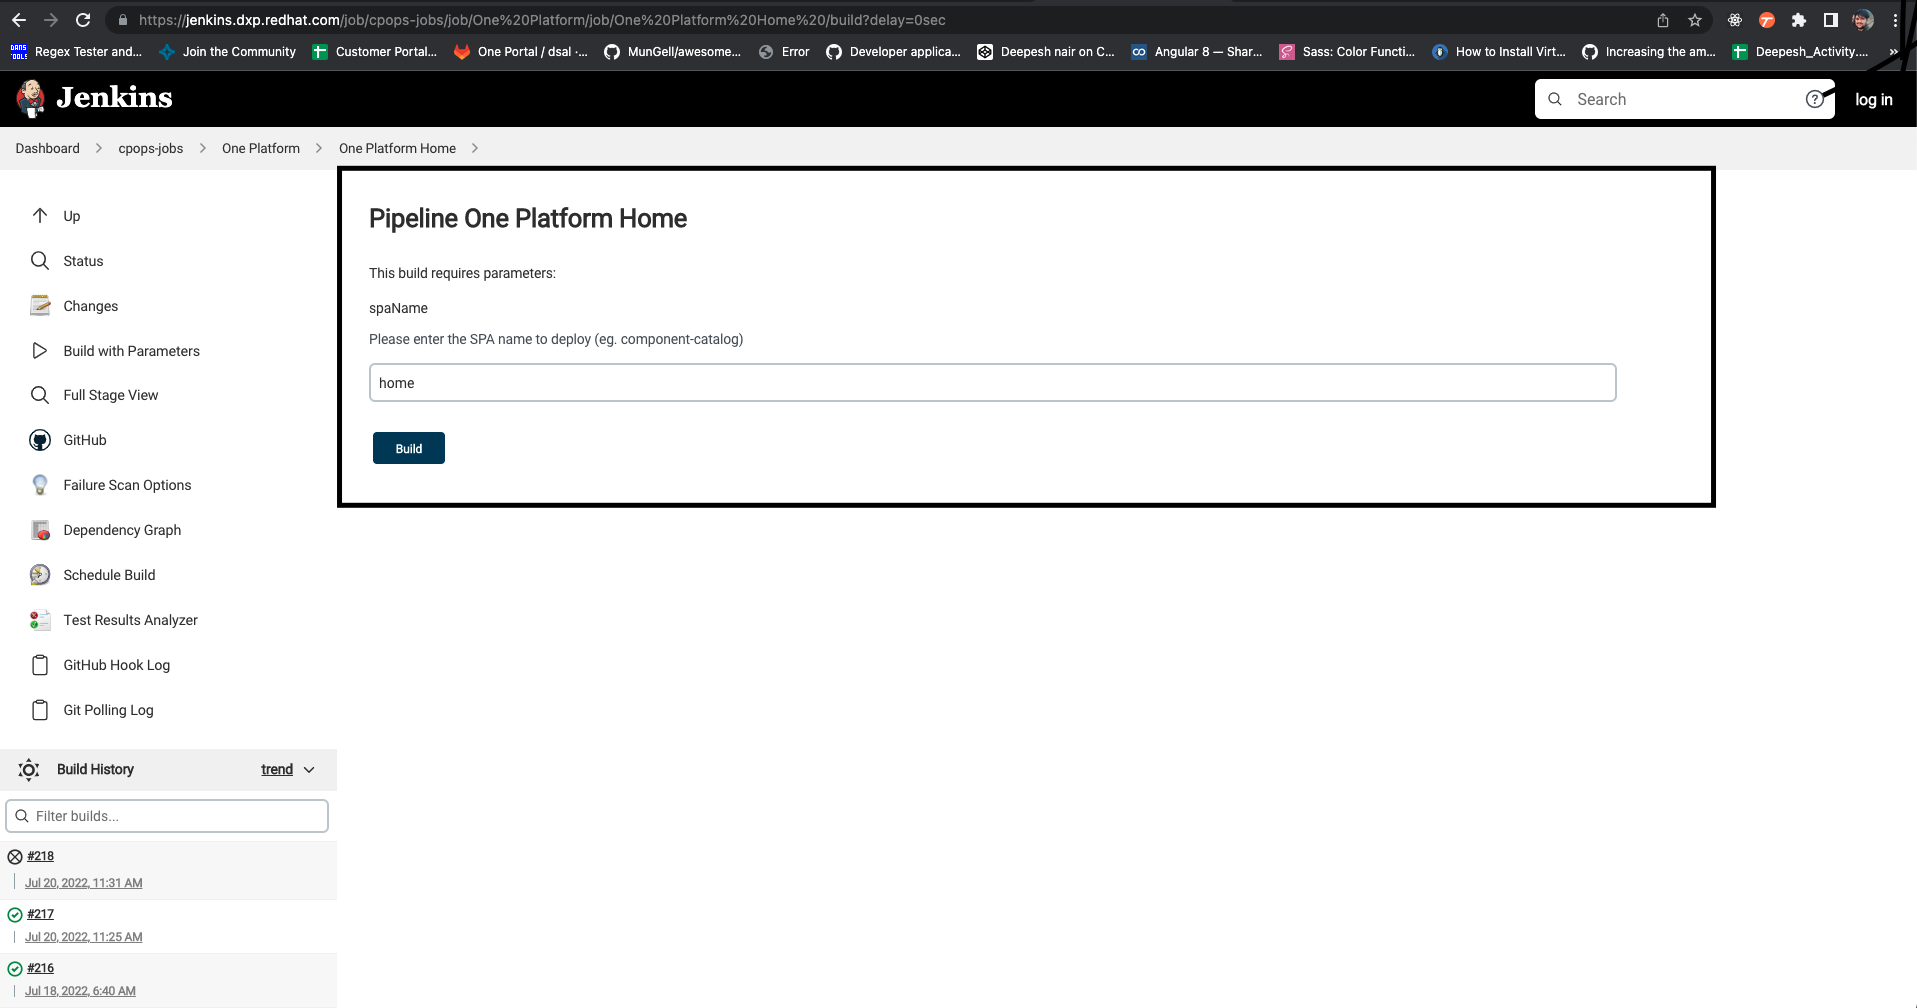 https://jenkins.dxp.redhat.com/job/cpops-jobs/job/One%20Platform/job/One%20Platform%20Home%20/build?delay=0sec
Regex Tester and... Join the Community Customer Portal... One Portal / dsal ·... MunGell/awesome... Error Developer applica... Deepesh nair on C... Angular 8 — Shar... Sass: Color Functi... How to Install Virt... Increasing the am... Deepesh_Activity.... »
Jenkins
Search
log in
Dashboard > cpops-jobs > One Platform > One Platform Home >
Up
Status
Changes
Build with Parameters
Full Stage View
GitHub
Failure Scan Options
Dependency Graph
Schedule Build
Test Results Analyzer
GitHub Hook Log
Git Polling Log
Build History trend
Filter builds...
#218
Jul 20, 2022, 11:31 AM
#217
Jul 20, 2022, 11:25 AM
#216
Jul 18, 2022, 6:40 AM
Pipeline One Platform Home
This build requires parameters:
spaName
Please enter the SPA name to deploy (eg. component-catalog)
home
Build